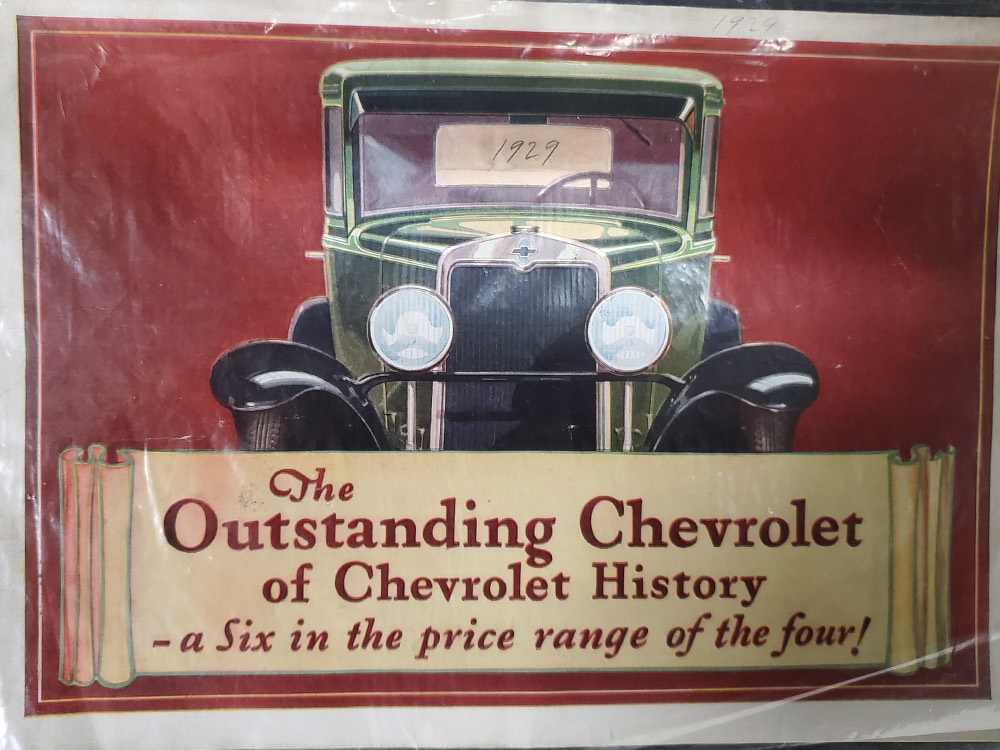 1929
1929
The
Outstanding Chevrolet
of Chevrolet History
– a Six in the price range of the four!